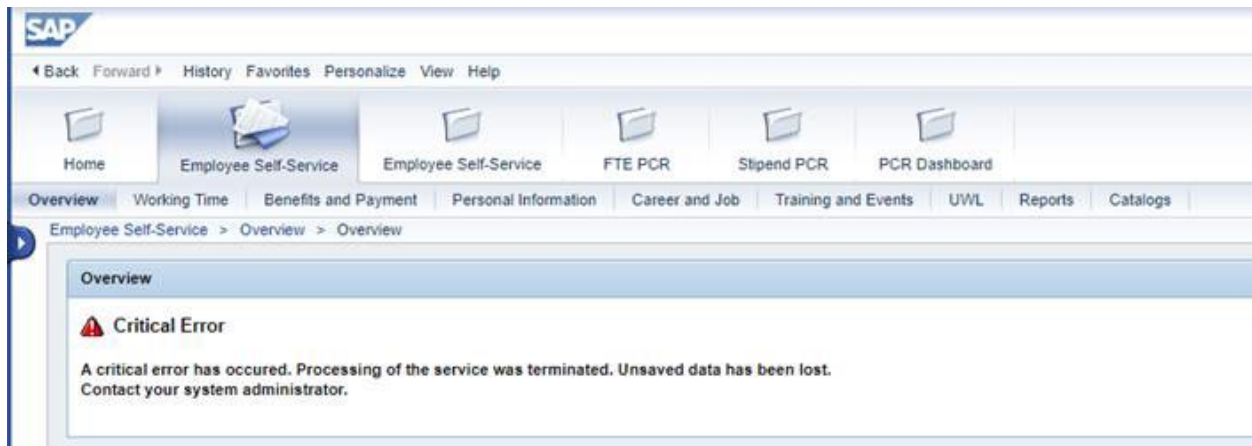 SAP
Back Forward History Favorites Personalize View Help
Home Employee Self-Service Employee Self-Service FTE PCR Stipend PCR PCR Dashboard
Overview Working Time Benefits and Payment Personal Information Career and Job Training and Events UWL Reports Catalogs
Employee Self-Service > Overview > Overview
Overview
Critical Error
A critical error has occured. Processing of the service was terminated. Unsaved data has been lost.
Contact your system administrator.